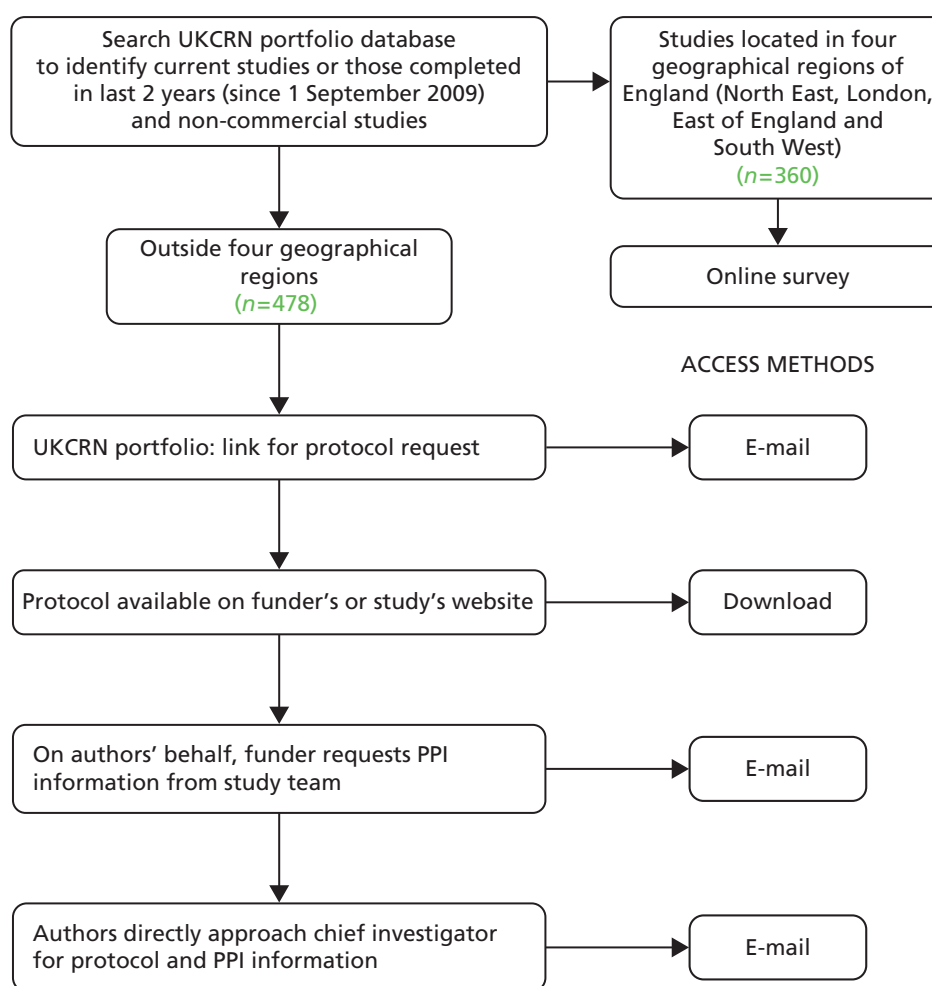 Search UKCRN portfolio database
to identify current studies or those completed
in last 2 years (since 1 September 2009)
and non-commercial studies
Studies located in four
geographical regions of
England (North East, London,
East of England and
South West)
(n=360)
Outside four geographical
regions
(n=478)
Online survey
ACCESS METHODS
UKCRN portfolio: link for protocol request
E-mail
Protocol available on funder’s or study’s website
Download
On authors’ behalf, funder requests PPI
information from study team
E-mail
Authors directly approach chief investigator
for protocol and PPI information
E-mail